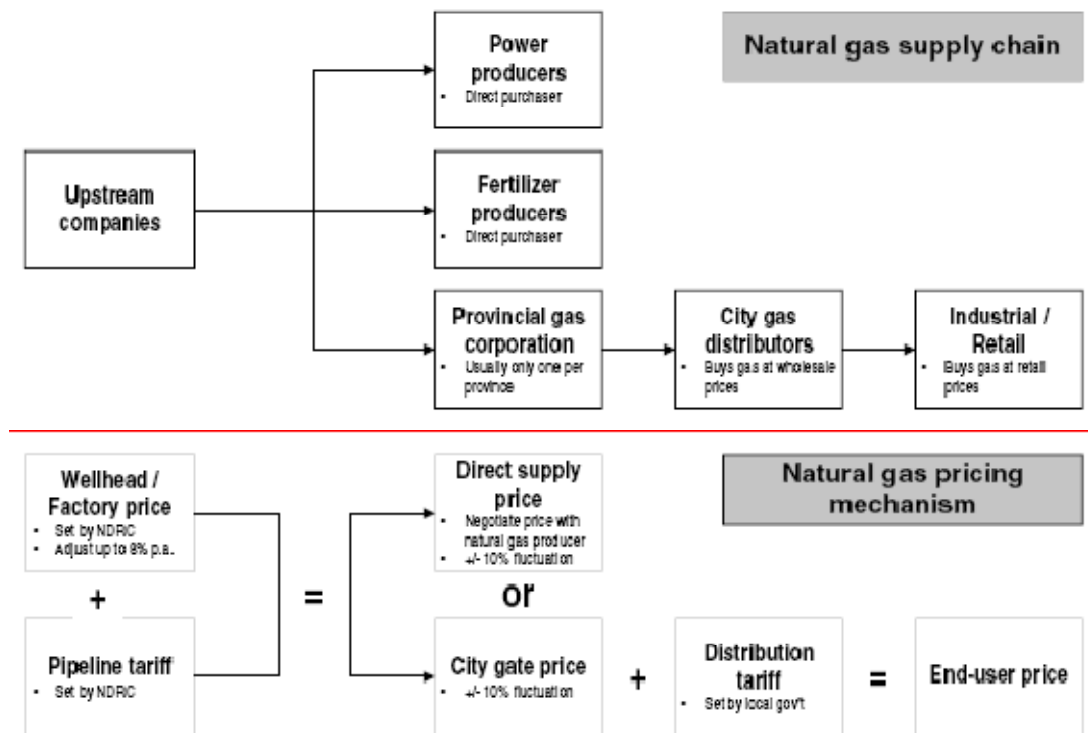 Natural gas supply chain
Power
producers
• Direct purchaser
Upstream
companies
Fertilizer
producers
• Direct purchaser
Provincial gas
corporation
• Usually only one per
province
City gas
distributors
• Buys gas at wholesale
prices
Industrial /
Retail
• Buys gas at retail
prices
Natural gas pricing
mechanism
Wellhead /
Factory price
• Set by NDRC
• Adjust up to 8% p.a.
+
Pipeline tariff
• Set by NDRC
=
Direct supply
price
• Negotiate price with
natural gas producer
• +/- 10% fluctuation
or
City gate price
• +/- 10% fluctuation
+
Distribution
tariff
• Set by local gov't
=
End-user price